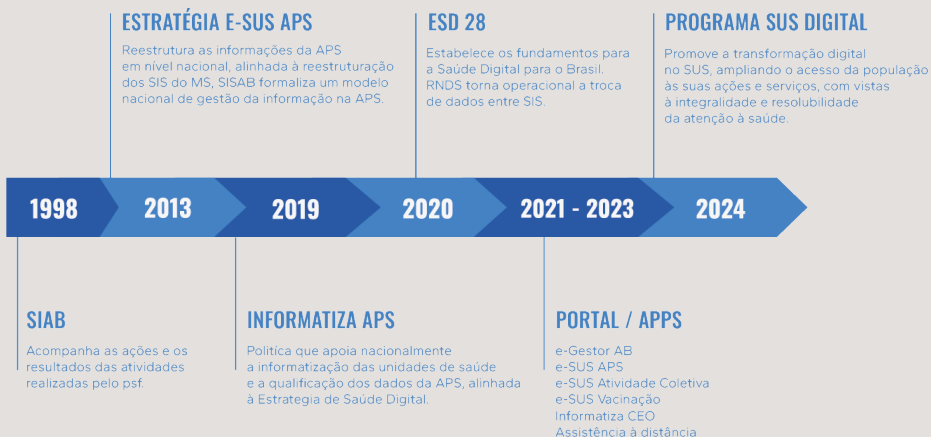 ESTRATÉGIA E-SUS APS
Reestrutura as informações da APS
em nível nacional, alinhada à reestruturação
dos SIS do MS, SISAB formaliza um modelo
nacional de gestão da informação na APS.
ESD 28
Estabelece os fundamentos para
a Saúde Digital para o Brasil.
RNDS torna operacional a troca
de dados entre SIS.
PROGRAMA SUS DIGITAL
Promove a transformação digital
no SUS, ampliando o acesso da população
às suas ações e serviços, com vistas
à integralidade e resolubilidade
da atenção à saúde.
1998
2013
2019
2020
2021 - 2023
2024
SIAB
Acompanha as ações e os
resultados das atividades
realizadas pelo psf.
INFORMATIZA APS
Politíca que apoia nacionalmente
a informatização das unidades de saúde
e a qualificação dos dados da APS, alinhada
à Estrategia de Saúde Digital.
PORTAL / APPS
e-Gestor AB
e-SUS APS
e-SUS Atividade Coletiva
e-SUS Vacinação
Informatiza CEO
Assistência à distância